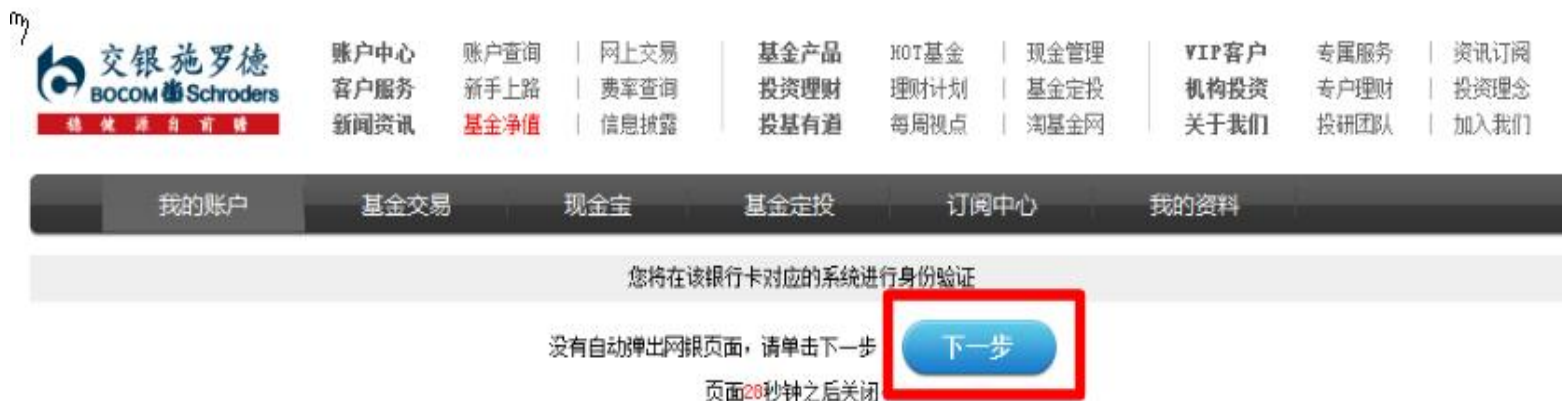 交银施罗德
BOCOM Schroders
稳健源自前瞻
账户中心 账户查询 | 网上交易 基金产品 HOT基金 | 现金管理 VIP客户 专属服务 | 资讯订阅
客户服务 新手上路 | 费率查询 投资理财 理财计划 | 基金定投 机构投资 专户理财 | 投资理念
新闻资讯 基金净值 | 信息披露 投基有道 每周视点 | 淘基金网 关于我们 投研团队 | 加入我们
我的账户 基金交易 现金宝 基金定投 订阅中心 我的资料
您将在该银行卡对应的系统进行身份验证
没有自动弹出网银页面，请单击下一步 下一步
页面28秒钟之后关闭